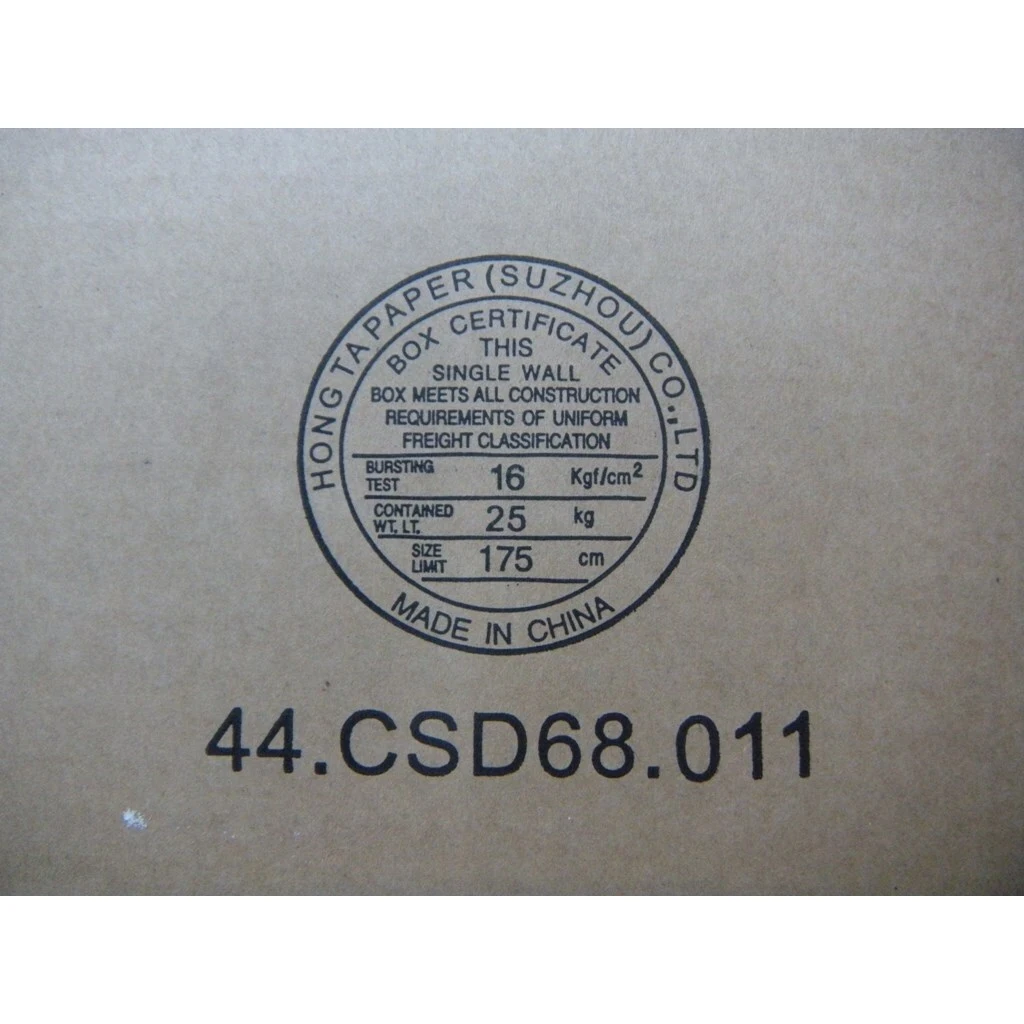 HONG TA PAPER (SUZHOU) CO., LTD
BOX CERTIFICATE
THIS
SINGLE WALL
BOX MEETS ALL CONSTRUCTION
REQUIREMENTS OF UNIFORM
FREIGHT CLASSIFICATION
BURSTING TEST 16 Kgf/cm²
CONTAINED WT, LT. 25 kg
SIZE LIMIT 175 cm
MADE IN CHINA
44.CSD68.011